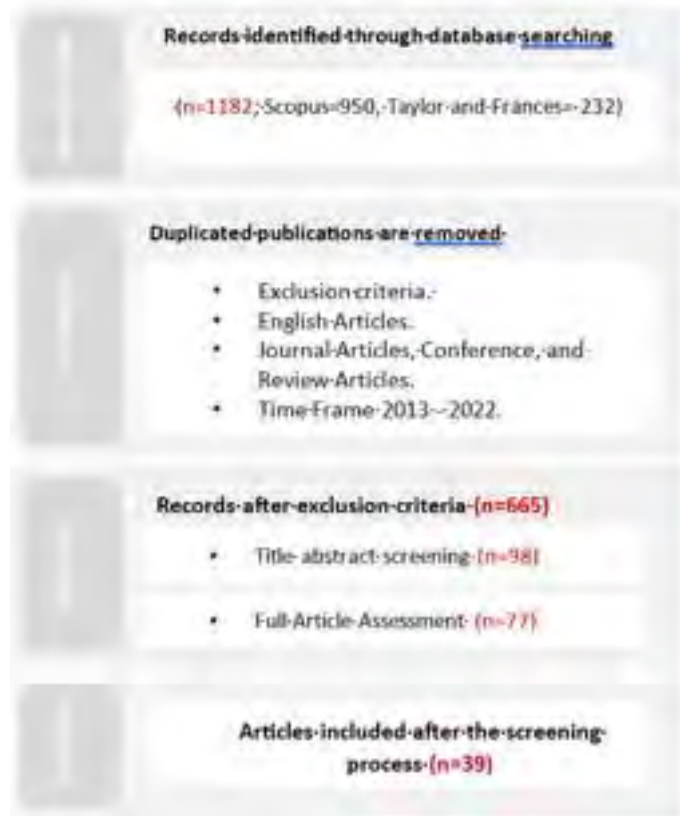 Records identified through database searching
(n=1182; Scopus=950, Taylor and Frances= 232)
Duplicated publications are removed
• Exclusion criteria.
• English Articles.
• Journal Articles, Conference, and
Review Articles.
• Time Frame 2013 – 2022.
Records after exclusion criteria (n=665)
• Title abstract screening (n=98)
• Full Article Assessment (n=77)
Articles included after the screening
process (n=39)